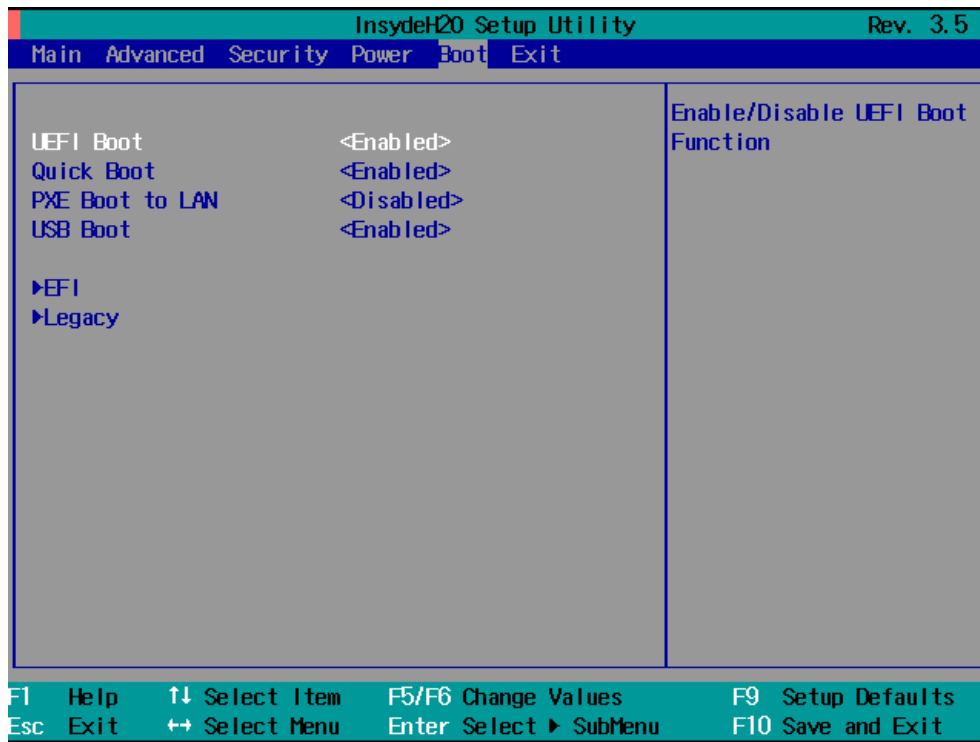 InsydeH2O Setup Utility Rev. 3.5
Main Advanced Security Power Boot Exit
UEFI Boot <Enabled>
Quick Boot <Enabled>
PXE Boot to LAN <Disabled>
USB Boot <Enabled>
▶EFI
▶Legacy
Enable/Disable UEFI Boot
Function
F1 Help ↑↓ Select Item F5/F6 Change Values F9 Setup Defaults
Esc Exit ↔ Select Menu Enter Select ▶ SubMenu F10 Save and Exit